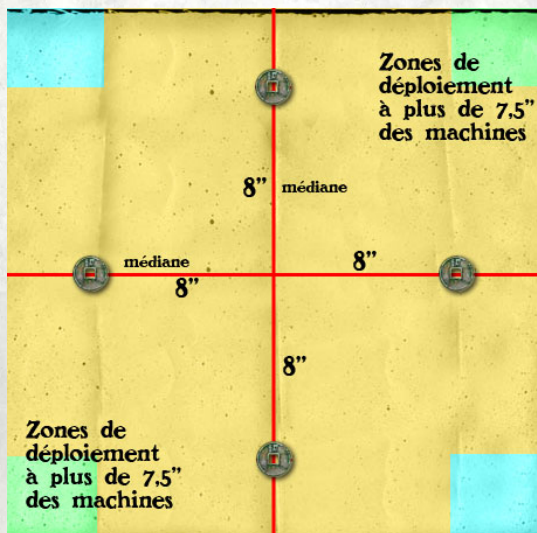 Zones de
déploiement
à plus de 7,5”
des machines
8” médiane
médiane
8”
8”
8”
Zones de
déploiement
à plus de 7,5”
des machines